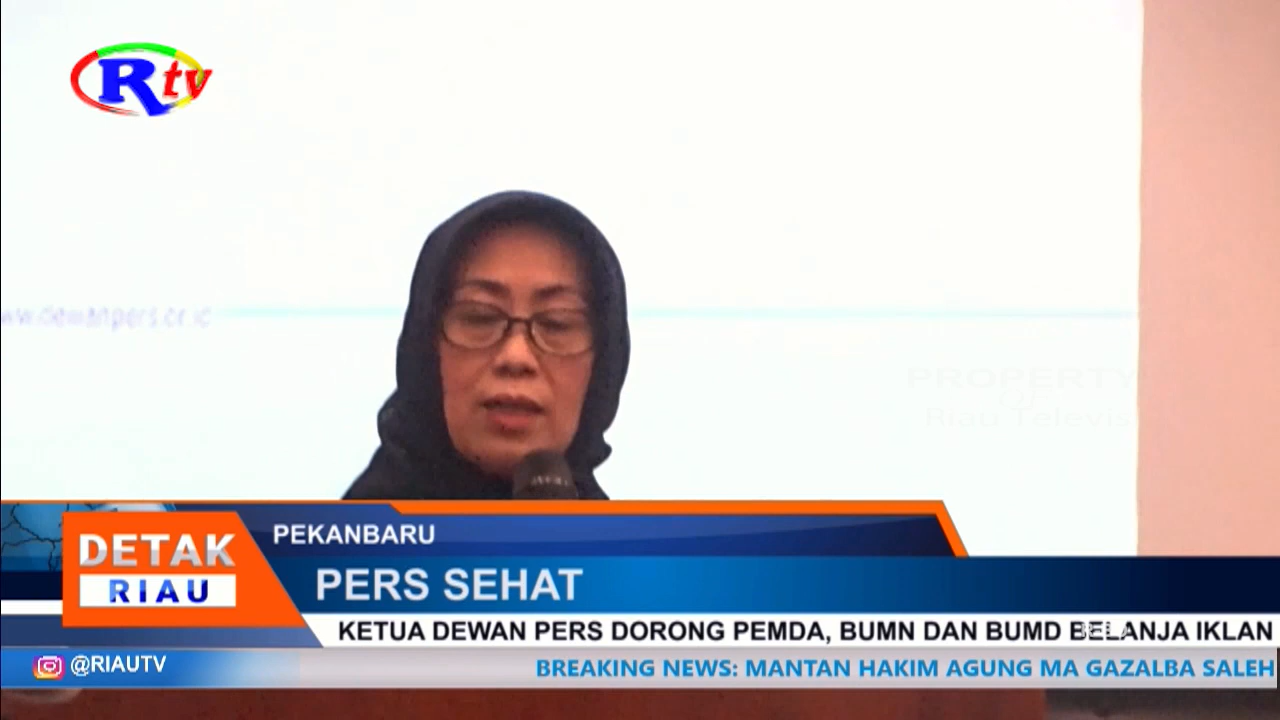 Rtv
www.dewanpers.or.id
PROPERTY
Riau Televis
PEKANBARU
DETAK
RIAU
PERS SEHAT
KETUA DEWAN PERS DORONG PEMDA, BUMN DAN BUMD BELANJA IKLAN
@RIAUTV
BREAKING NEWS: MANTAN HAKIM AGUNG MA GAZALBA SALEH